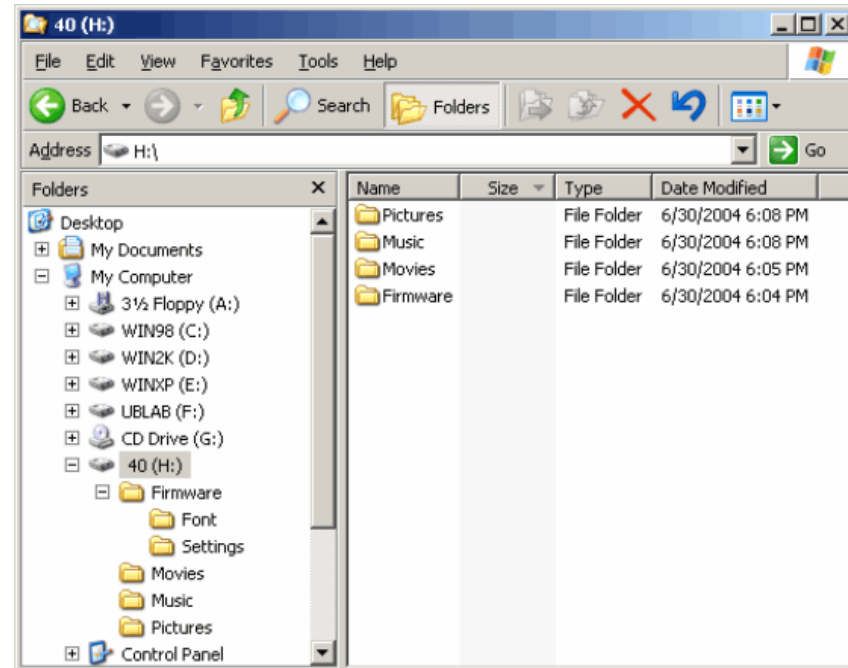 40 (H:)
File Edit View Favorites Tools Help
Back Search Folders
Address H:\ Go
Folders
Desktop
My Documents
My Computer
3½ Floppy (A:)
WIN98 (C:)
WIN2K (D:)
WINXP (E:)
UBLAB (F:)
CD Drive (G:)
40 (H:)
Firmware
Font
Settings
Movies
Music
Pictures
Control Panel
Name Size Type Date Modified
Pictures File Folder 6/30/2004 6:08 PM
Music File Folder 6/30/2004 6:08 PM
Movies File Folder 6/30/2004 6:05 PM
Firmware File Folder 6/30/2004 6:04 PM